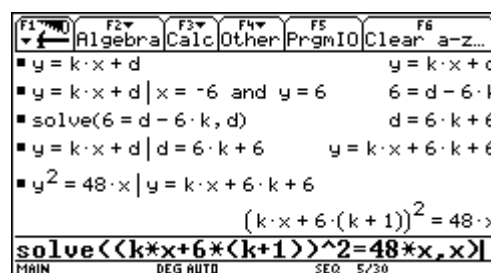 F1 F2 F3 F4 F5 F6
Algebra Calc Other PrgmIO Clear a-z…
y = k·x + d y = k·x + d
y = k·x + d | x = -6 and y = 6 6 = d - 6·k
solve(6 = d - 6·k, d) d = 6·k + 6
y = k·x + d | d = 6·k + 6 y = k·x + 6·k + 6
y² = 48·x | y = k·x + 6·k + 6
(k·x + 6·(k + 1))² = 48·x
solve((k*x+6*(k+1))^2=48*x,x)
MAIN DEG AUTO SEQ 5/30